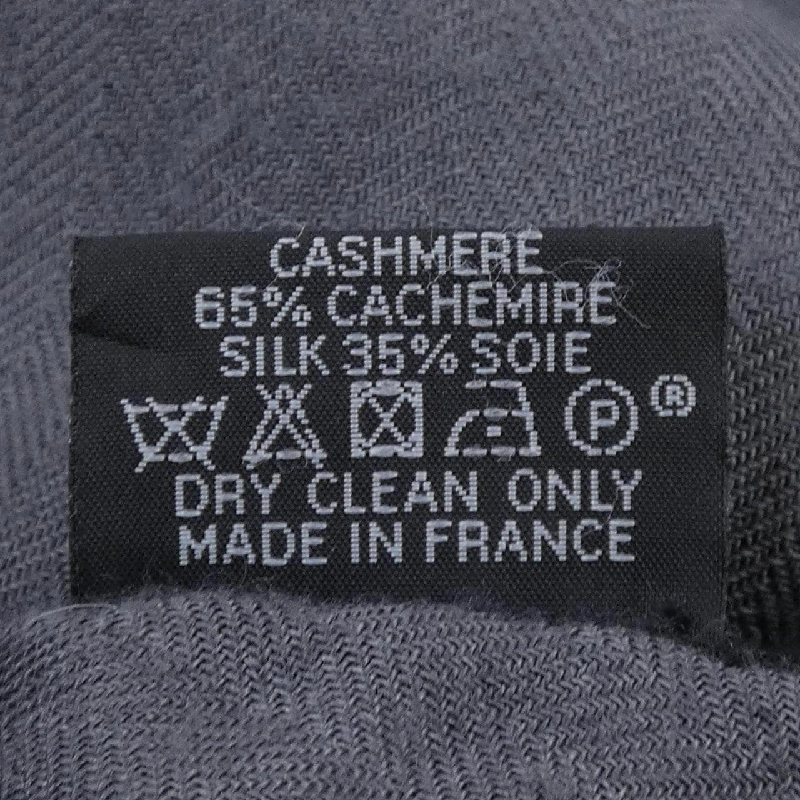 CASHMERE
65% CACHEMIRE
SILK 35% SOIE
P ®
DRY CLEAN ONLY
MADE IN FRANCE